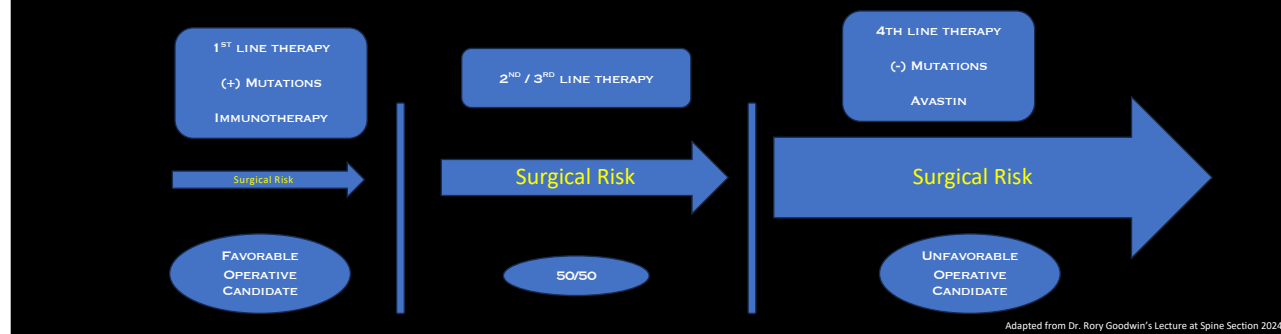 1ST LINE THERAPY
(+) MUTATIONS
IMMUNOTHERAPY
2ND / 3RD LINE THERAPY
4TH LINE THERAPY
(-) MUTATIONS
AVASTIN
Surgical Risk
Surgical Risk
Surgical Risk
FAVORABLE
OPERATIVE
CANDIDATE
50/50
UNFAVORABLE
OPERATIVE
CANDIDATE
Adapted from Dr. Rory Goodwin's Lecture at Spine Section 2024